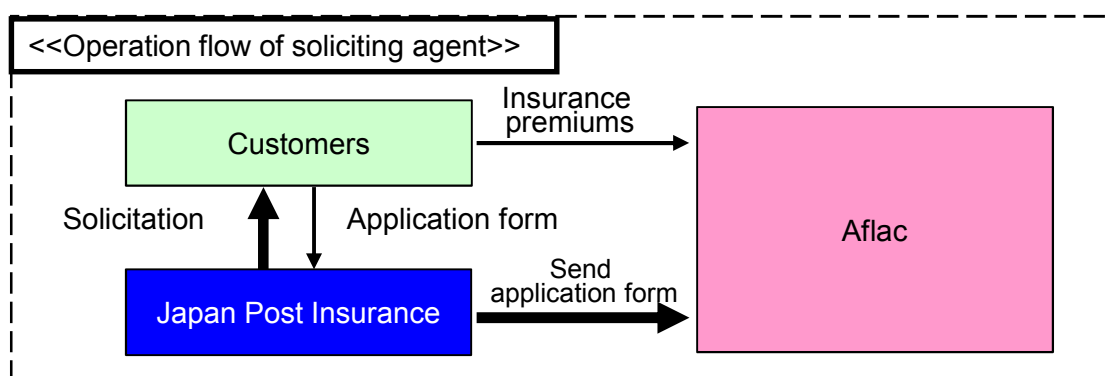 <<Operation flow of soliciting agent>>
Insurance
premiums
Customers
Aflac
Solicitation
Application form
Send
application form
Japan Post Insurance